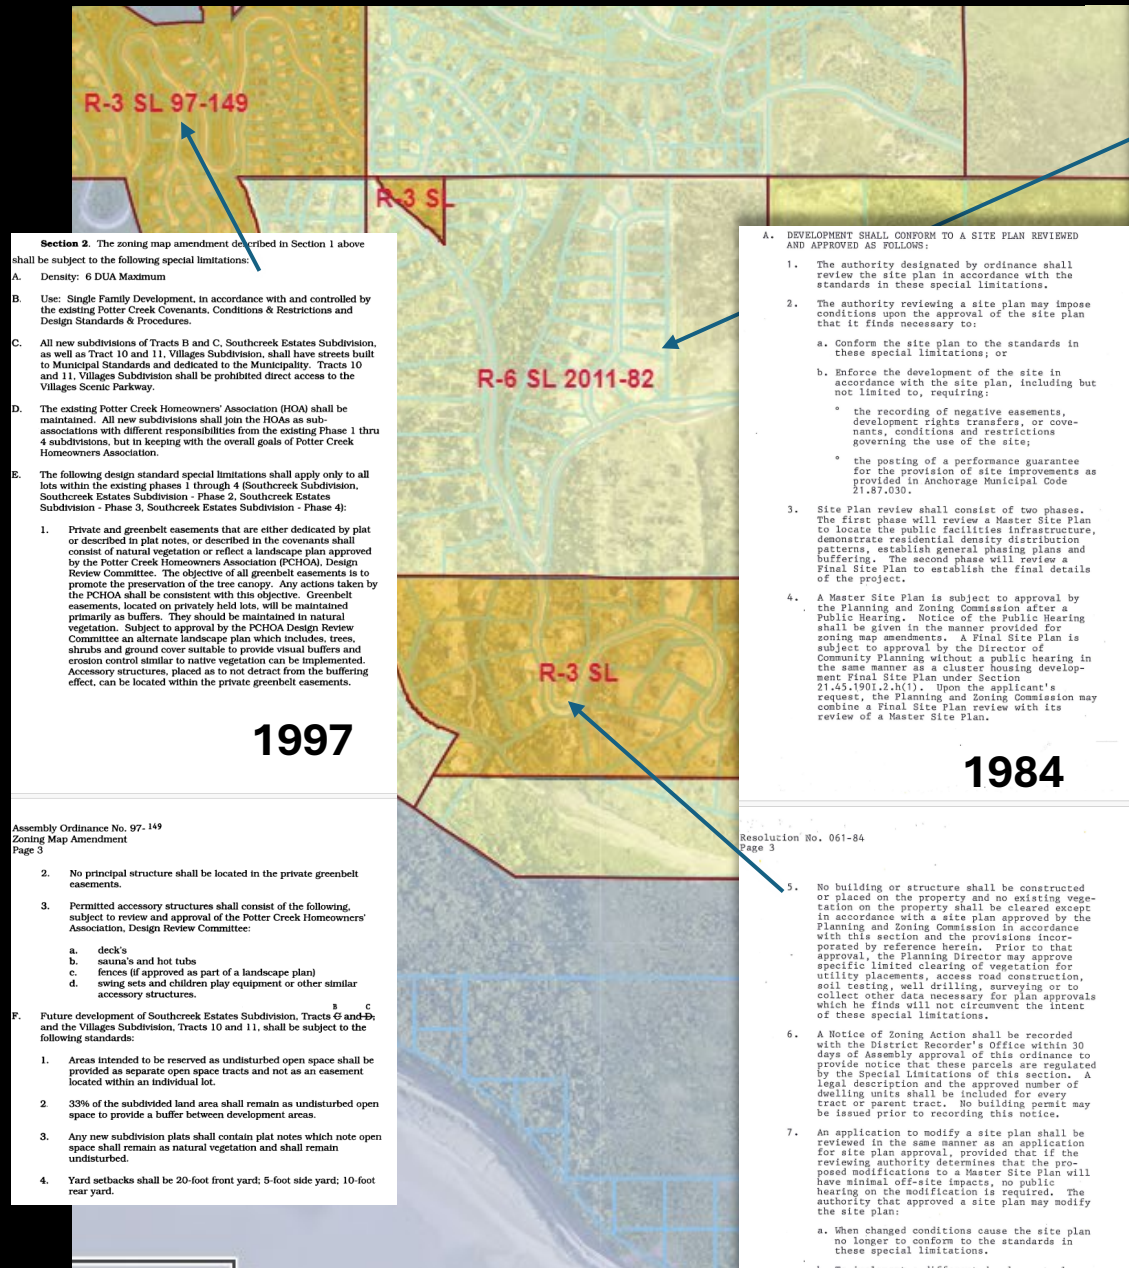 R-3 SL 97-149
R-3 SL
R-6 SL 2011-82
R-3 SL
Section 2. The zoning map amendment described in Section 1 above
shall be subject to the following special limitations:
A. Density: 6 DUA Maximum
B. Use: Single Family Development, in accordance with and controlled by
the existing Potter Creek Covenants, Conditions & Restrictions and
Design Standards & Procedures.
C. All new subdivisions of Tracts B and C, Southcreek Estates Subdivision,
as well as Tract 10 and 11, Villages Subdivision, shall have streets built
to Municipal Standards and dedicated to the Municipality. Tracts 10
and 11, Villages Subdivision shall be prohibited direct access to the
Villages Scenic Parkway.
D. The existing Potter Creek Homeowners' Association (HOA) shall be
maintained. All new subdivisions shall join the HOAs as sub-
associations with different responsibilities from the existing Phase 1 thru
4 subdivisions, but in keeping with the overall goals of Potter Creek
Homeowners Association.
E. The following design standard special limitations shall apply only to all
lots within the existing phases 1 through 4 (Southcreek Subdivision,
Southcreek Estates Subdivision - Phase 2, Southcreek Estates
Subdivision - Phase 3, Southcreek Estates Subdivision - Phase 4):
1. Private and greenbelt easements that are either dedicated by plat
or described in plat notes, or described in the covenants shall
consist of natural vegetation or reflect a landscape plan approved
by the Potter Creek Homeowners Association (PCHOA), Design
Review Committee. The objective of all greenbelt easements is to
promote the preservation of the tree canopy. Any actions taken by
the PCHOA shall be consistent with this objective. Greenbelt
easements, located on privately held lots, will be maintained
primarily as buffers. They should be maintained in natural
vegetation. Subject to approval by the PCHOA Design Review
Committee an alternate landscape plan which includes, trees,
shrubs and ground cover suitable to provide visual buffers and
erosion control similar to native vegetation can be implemented.
Accessory structures, placed as to not detract from the buffering
effect, can be located within the private greenbelt easements.
1997
Assembly Ordinance No. 97- 149
Zoning Map Amendment
Page 3
2. No principal structure shall be located in the private greenbelt
easements.
3. Permitted accessory structures shall consist of the following,
subject to review and approval of the Potter Creek Homeowners'
Association, Design Review Committee:
a. deck's
b. sauna's and hot tubs
c. fences (if approved as part of a landscape plan)
d. swing sets and children play equipment or other similar
accessory structures.
B C
F. Future development of Southcreek Estates Subdivision, Tracts C and D,
and the Villages Subdivision, Tracts 10 and 11, shall be subject to the
following standards:
1. Areas intended to be reserved as undisturbed open space shall be
provided as separate open space tracts and not as an easement
located within an individual lot.
2 33% of the subdivided land area shall remain as undisturbed open
space to provide a buffer between development areas.
3. Any new subdivision plats shall contain plat notes which note open
space shall remain as natural vegetation and shall remain
undisturbed.
4. Yard setbacks shall be 20-foot front yard; 5-foot side yard; 10-foot
rear yard.
A. DEVELOPMENT SHALL CONFORM TO A SITE PLAN REVIEWED
AND APPROVED AS FOLLOWS:
1. The authority designated by ordinance shall
review the site plan in accordance with the
standards in these special limitations.
2. The authority reviewing a site plan may impose
conditions upon the approval of the site plan
that it finds necessary to:
a. Conform the site plan to the standards in
these special limitations; or
b. Enforce the development of the site in
accordance with the site plan, including but
not limited to, requiring:
° the recording of negative easements,
development rights transfers, or cove-
nants, conditions and restrictions
governing the use of the site;
° the posting of a performance guarantee
for the provision of site improvements as
provided in Anchorage Municipal Code
21.87.030.
3. Site Plan review shall consist of two phases.
The first phase will review a Master Site Plan
to locate the public facilities infrastructure,
demonstrate residential density distribution
patterns, establish general phasing plans and
buffering. The second phase will review a
Final Site Plan to establish the final details
of the project.
4. A Master Site Plan is subject to approval by
the Planning and Zoning Commission after a
Public Hearing. Notice of the Public Hearing
shall be given in the manner provided for
zoning map amendments. A Final Site Plan is
subject to approval by the Director of
Community Planning without a public hearing in
the same manner as a cluster housing develop-
ment Final Site Plan under Section
21.45.190I.2.h(1). Upon the applicant's
request, the Planning and Zoning Commission may
combine a Final Site Plan review with its
review of a Master Site Plan.
1984
Resolution No. 061-84
Page 3
5. No building or structure shall be constructed
or placed on the property and no existing vege-
tation on the property shall be cleared except
in accordance with a site plan approved by the
Planning and Zoning Commission in accordance
with this section and the provisions incor-
porated by reference herein. Prior to that
approval, the Planning Director may approve
specific limited clearing of vegetation for
utility placements, access road construction,
soil testing, well drilling, surveying or to
collect other data necessary for plan approvals
which he finds will not circumvent the intent
of these special limitations.
6. A Notice of Zoning Action shall be recorded
with the District Recorder's Office within 30
days of Assembly approval of this ordinance to
provide notice that these parcels are regulated
by the Special Limitations of this section. A
legal description and the approved number of
dwelling units shall be included for every
tract or parent tract. No building permit may
be issued prior to recording this notice.
7. An application to modify a site plan shall be
reviewed in the same manner as an application
for site plan approval, provided that if the
reviewing authority determines that the pro-
posed modifications to a Master Site Plan will
have minimal off-site impacts, no public
hearing on the modification is required. The
authority that approved a site plan may modify
the site plan:
a. When changed conditions cause the site plan
no longer to conform to the standards in
these special limitations.